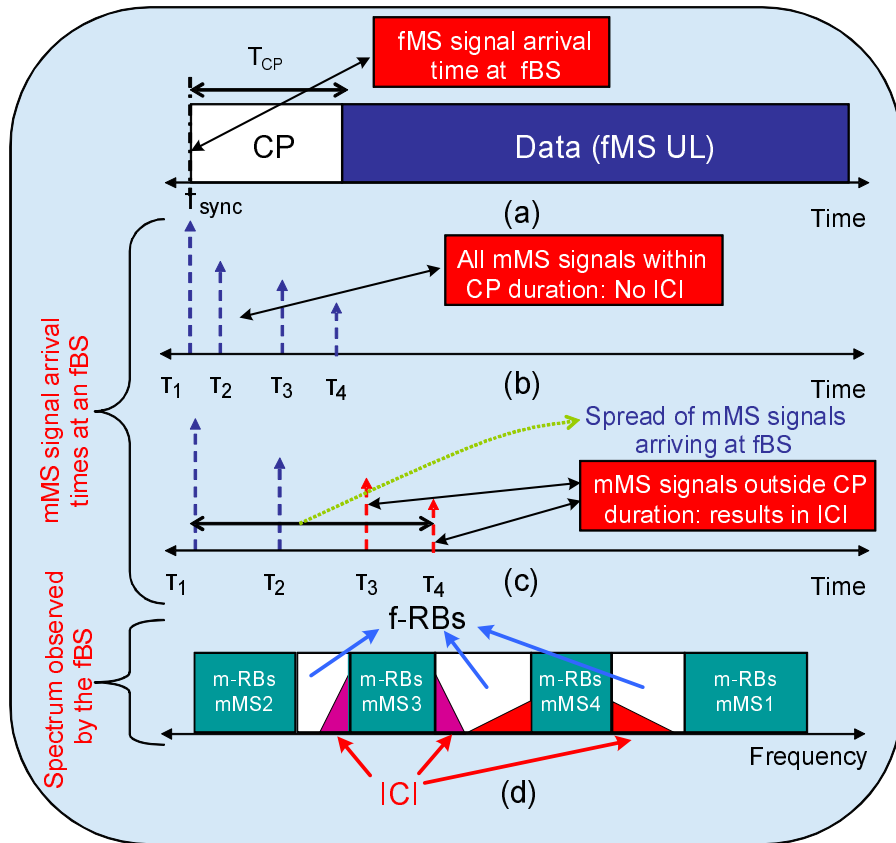 fMS signal arrival
time at fBS
TCP
CP
Data (fMS UL)
Tsync
(a)
Time
All mMS signals within
CP duration: No ICI
τ1
τ2
τ3
τ4
(b)
Time
mMS signal arrival
times at an fBS
Spread of mMS signals
arriving at fBS
mMS signals outside CP
duration: results in ICI
τ1
τ2
τ3
τ4
(c)
Time
f-RBs
Spectrum observed
by the fBS
m-RBs
mMS2
m-RBs
mMS3
m-RBs
mMS4
m-RBs
mMS1
Frequency
ICI
(d)